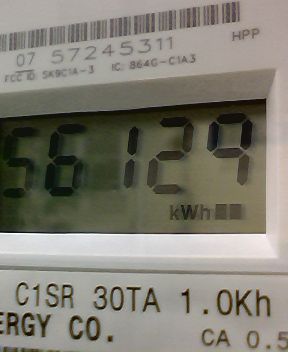 07 57245311
HPP
FCC ID: SK9C1A-3 IC: 864G-C1A3
56129
kWh
C1SR 30TA 1.0Kh
ERGY CO.
CA 0.5